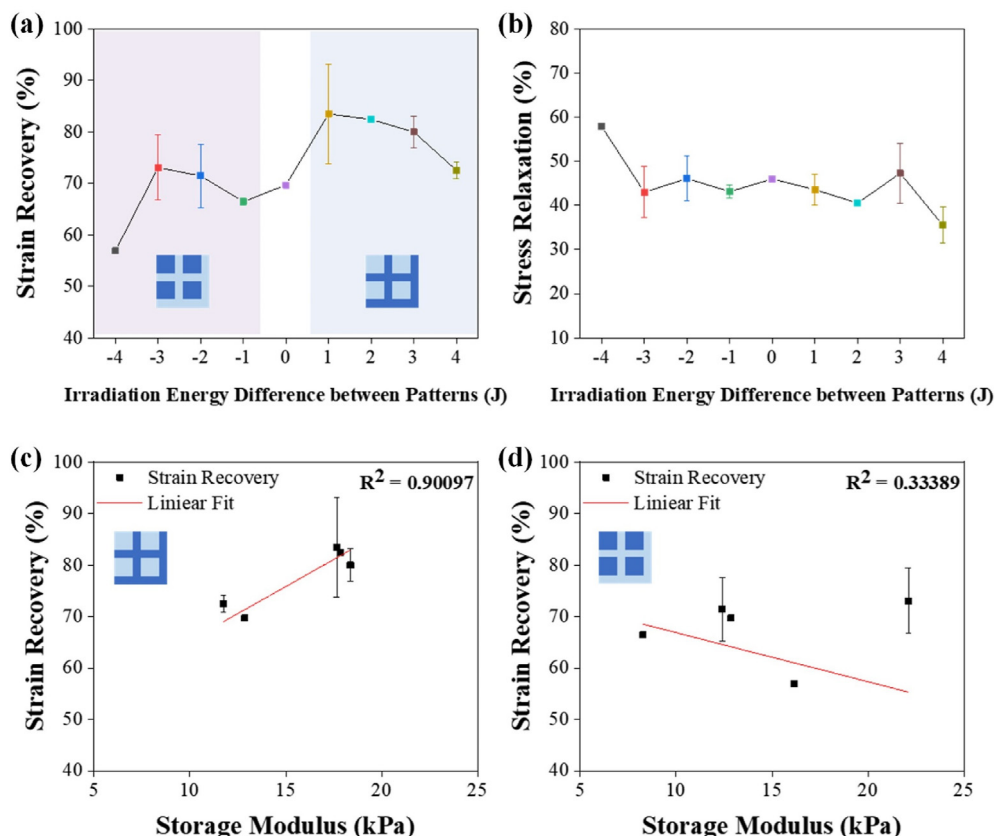 (a)
Strain Recovery (%)
100
90
80
70
60
50
40
-4 -3 -2 -1 0 1 2 3 4
Irradiation Energy Difference between Patterns (J)
(b)
Stress Relaxation (%)
80
70
60
50
40
30
20
10
-4 -3 -2 -1 0 1 2 3 4
Irradiation Energy Difference between Patterns (J)
(c)
Strain Recovery (%)
100
90
80
70
60
50
40
Strain Recovery
Liniear Fit
R² = 0.90097
5 10 15 20 25
Storage Modulus (kPa)
(d)
Strain Recovery (%)
100
90
80
70
60
50
40
Strain Recovery
Liniear Fit
R² = 0.33389
5 10 15 20 25
Storage Modulus (kPa)